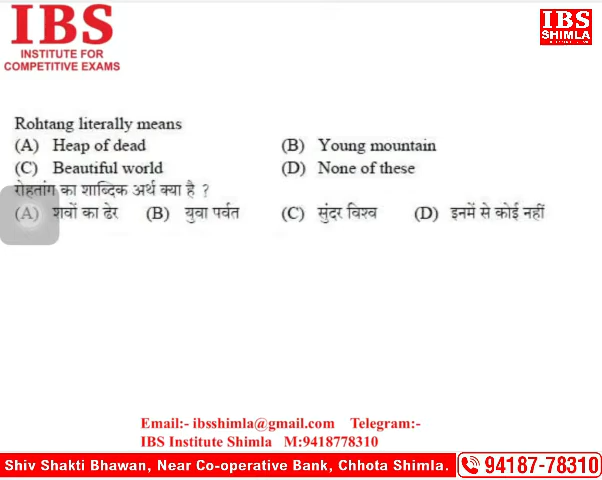 IBS
INSTITUTE FOR
COMPETITIVE EXAMS
IBS
SHIMLA
Rohtang literally means
(A) Heap of dead (B) Young mountain
(C) Beautiful world (D) None of these
रोहतांग का शाब्दिक अर्थ क्या है ?
(A) शवों का ढेर (B) युवा पर्वत (C) सुंदर विश्व (D) इनमें से कोई नहीं
Email:- ibsshimla@gmail.com Telegram:-
IBS Institute Shimla M:9418778310
Shiv Shakti Bhawan, Near Co-operative Bank, Chhota Shimla. 94187-78310